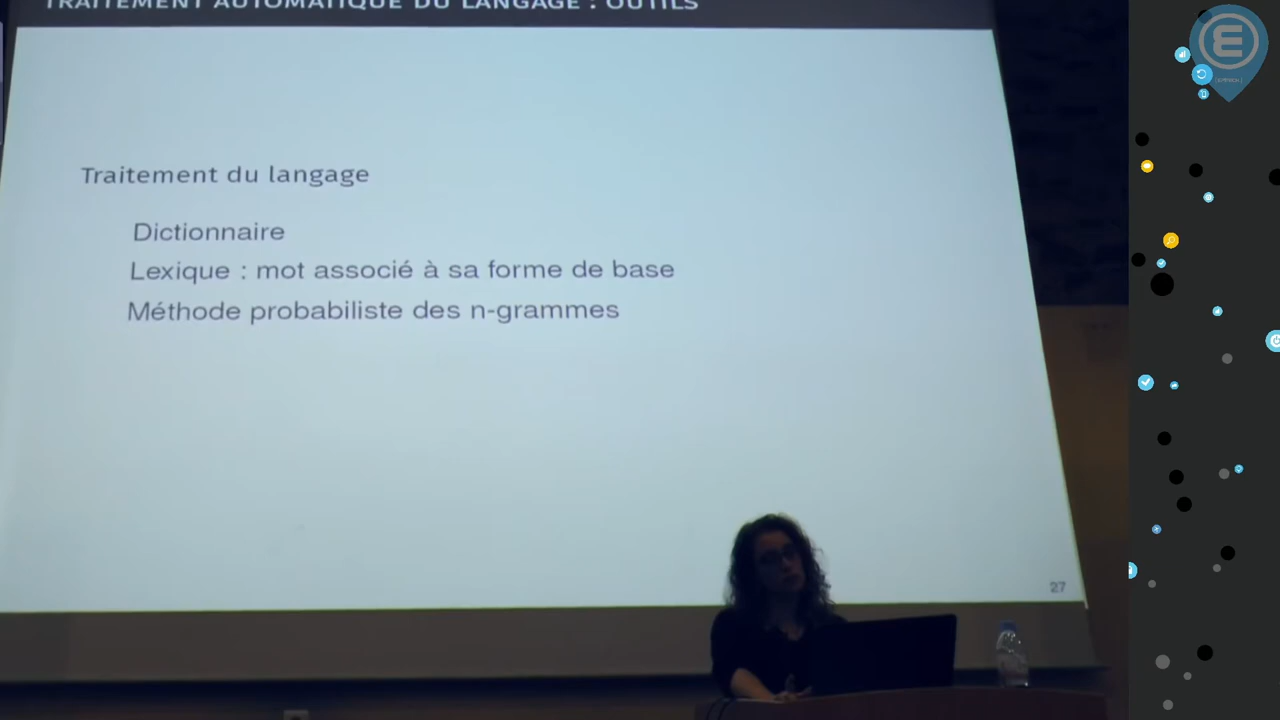 TRAITEMENT AUTOMATIQUE DU LANGAGE : OUTILS
Traitement du langage
Dictionnaire
Lexique : mot associé à sa forme de base
Méthode probabiliste des n-grammes
27